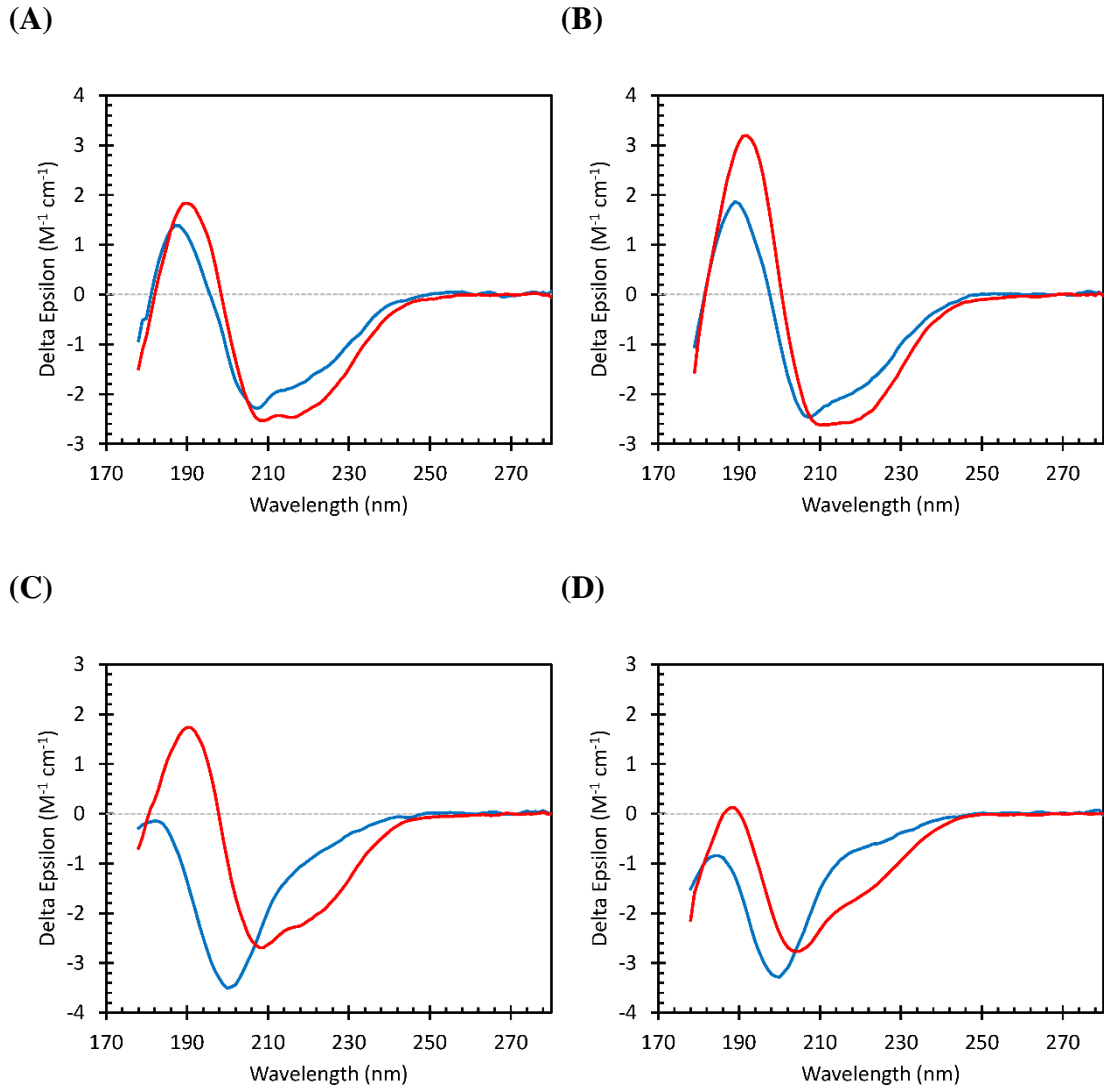 (A)
(B)
4
3
2
1
0
-1
-2
-3
170 190 210 230 250 270
Wavelength (nm)
Delta Epsilon (M⁻¹ cm⁻¹)
4
3
2
1
0
-1
-2
-3
170 190 210 230 250 270
Wavelength (nm)
Delta Epsilon (M⁻¹ cm⁻¹)
(C)
(D)
3
2
1
0
-1
-2
-3
-4
170 190 210 230 250 270
Wavelength (nm)
Delta Epsilon (M⁻¹ cm⁻¹)
3
2
1
0
-1
-2
-3
-4
170 190 210 230 250 270
Wavelength (nm)
Delta Epsilon (M⁻¹ cm⁻¹)